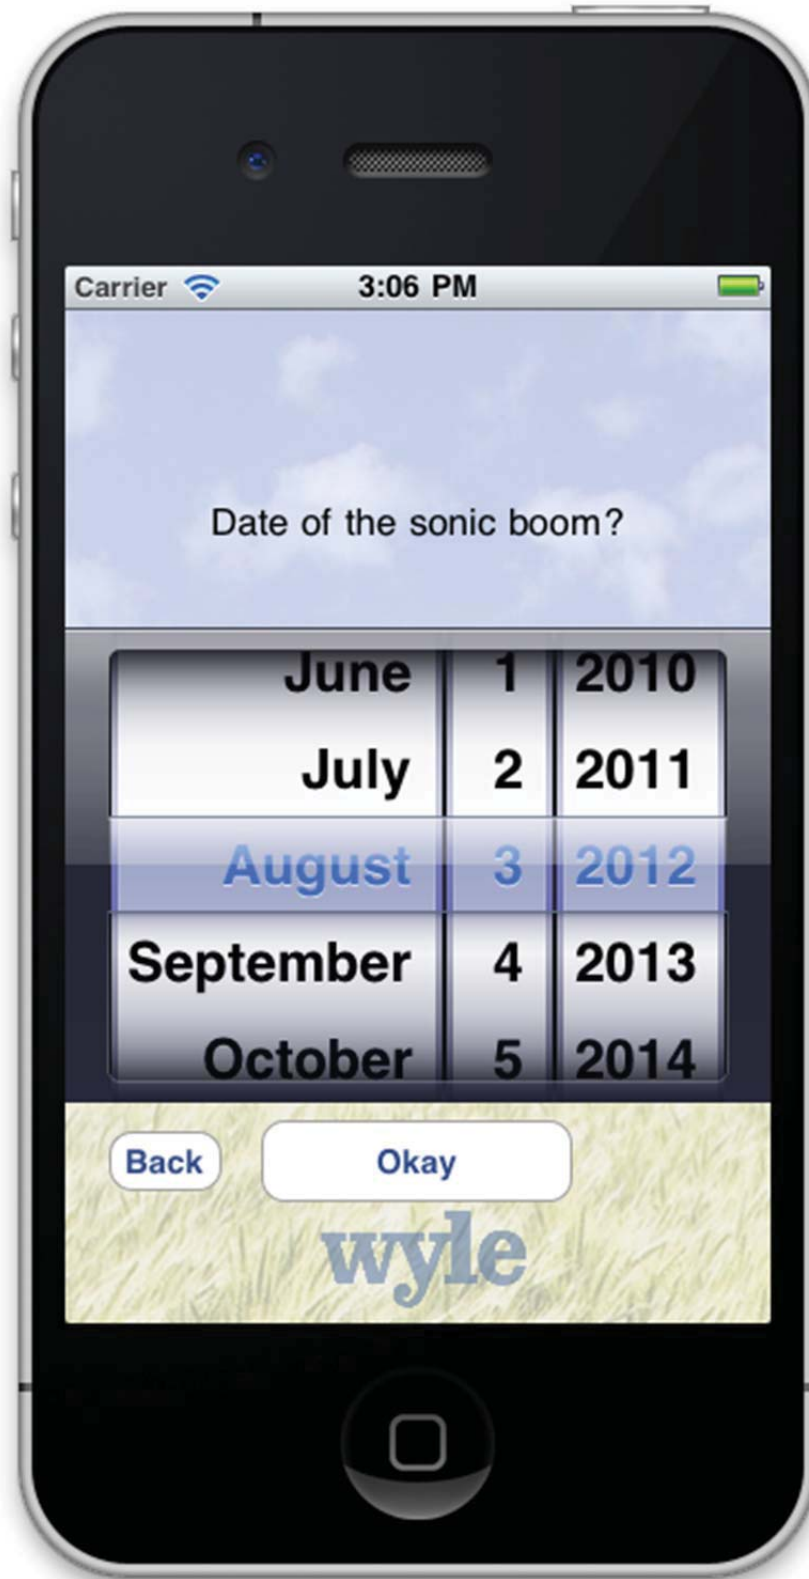 Carrier 3:06 PM
Date of the sonic boom?
June 1 2010
July 2 2011
August 3 2012
September 4 2013
October 5 2014
Back Okay
wyle